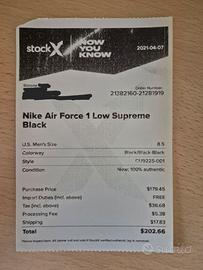 stockX
NOW
YOU
KNOW
2021-04-07
Order Number:
21382160-21281919
Nike Air Force 1 Low Supreme
Black
U.S. Men's Size 8.5
Colorway Black/Black-Black
Style CU9225-001
Condition New, 100% authentic
Purchase Price $179.45
Import Duties (incl. above) FREE
Tax (incl. above) $36.68
Processing Fee $5.38
Shipping $17.83
Total $202.66